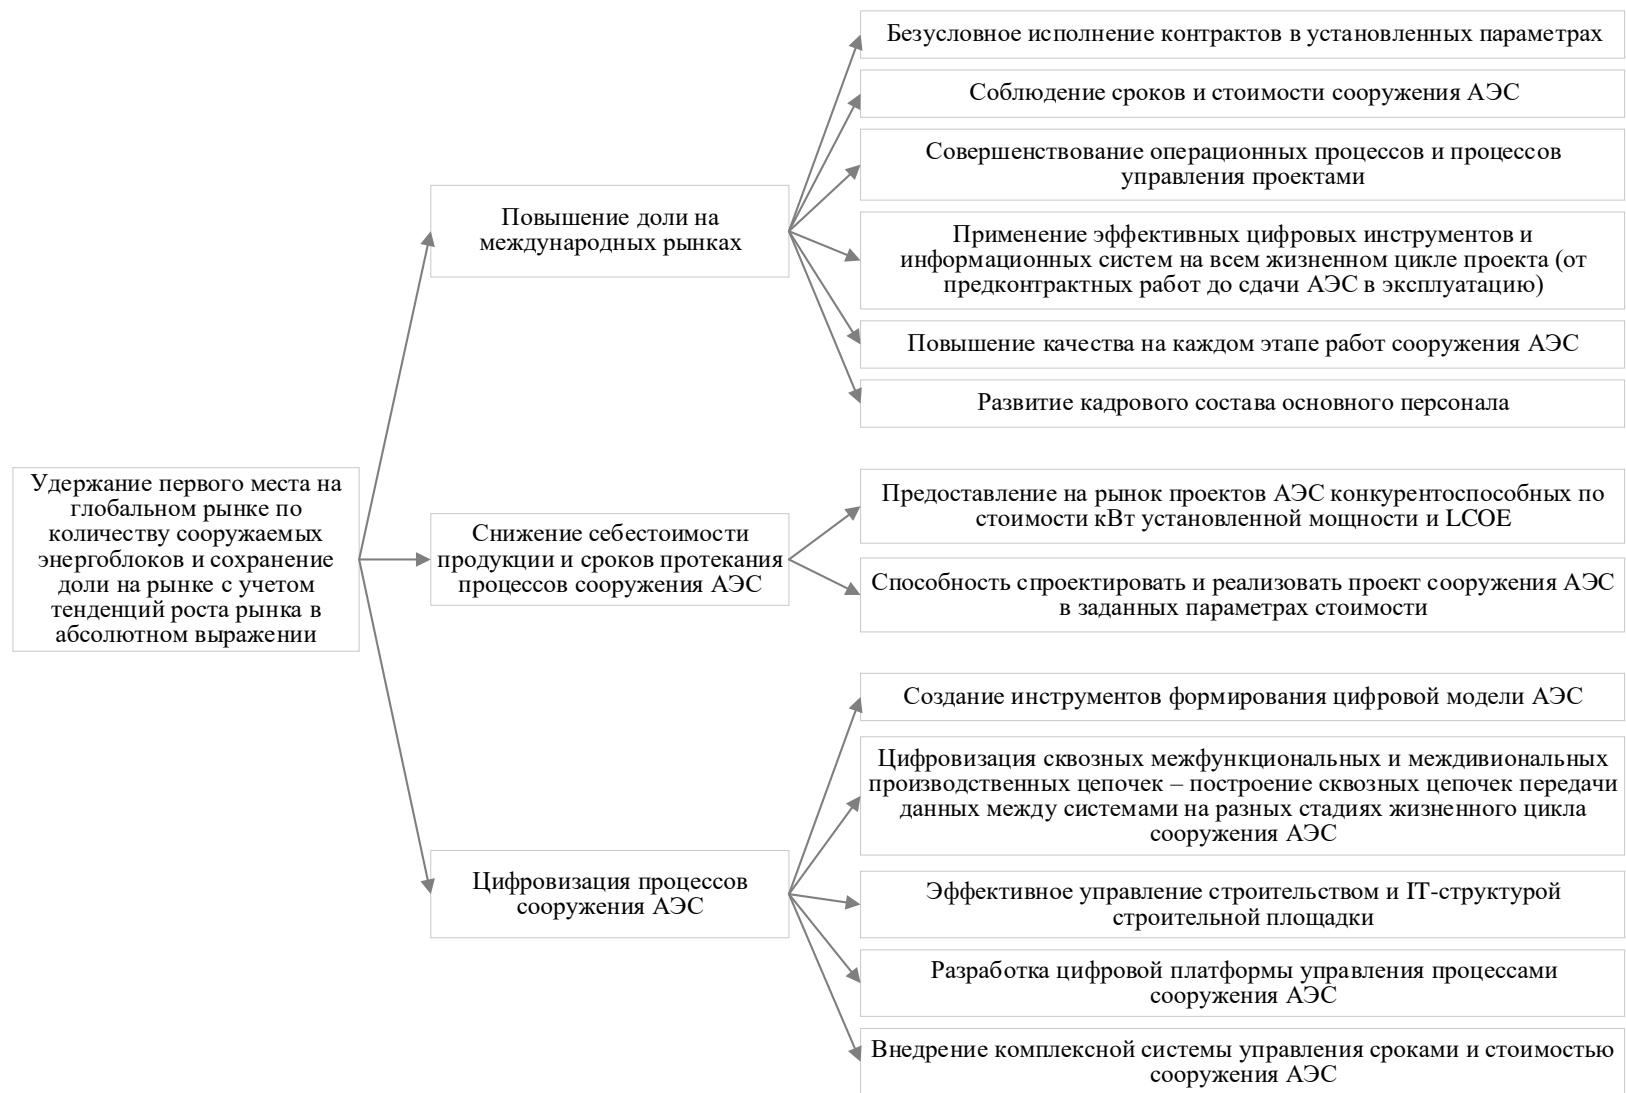 Удержание первого места на
глобальном рынке по
количеству сооружаемых
энергоблоков и сохранение
доли на рынке с учетом
тенденций роста рынка в
абсолютном выражении
Повышение доли на
международных рынках
Безусловное исполнение контрактов в установленных параметрах
Соблюдение сроков и стоимости сооружения АЭС
Совершенствование операционных процессов и процессов
управления проектами
Применение эффективных цифровых инструментов и
информационных систем на всем жизненном цикле проекта (от
предконтрактных работ до сдачи АЭС в эксплуатацию)
Повышение качества на каждом этапе работ сооружения АЭС
Развитие кадрового состава основного персонала
Снижение себестоимости
продукции и сроков протекания
процессов сооружения АЭС
Предоставление на рынок проектов АЭС конкурентоспособных по
стоимости кВт установленной мощности и LCOE
Способность спроектировать и реализовать проект сооружения АЭС
в заданных параметрах стоимости
Цифровизация процессов
сооружения АЭС
Создание инструментов формирования цифровой модели АЭС
Цифровизация сквозных межфункциональных и междивиональных
производственных цепочек – построение сквозных цепочек передачи
данных между системами на разных стадиях жизненного цикла
сооружения АЭС
Эффективное управление строительством и IT-структурой
строительной площадки
Разработка цифровой платформы управления процессами
сооружения АЭС
Внедрение комплексной системы управления сроками и стоимостью
сооружения АЭС